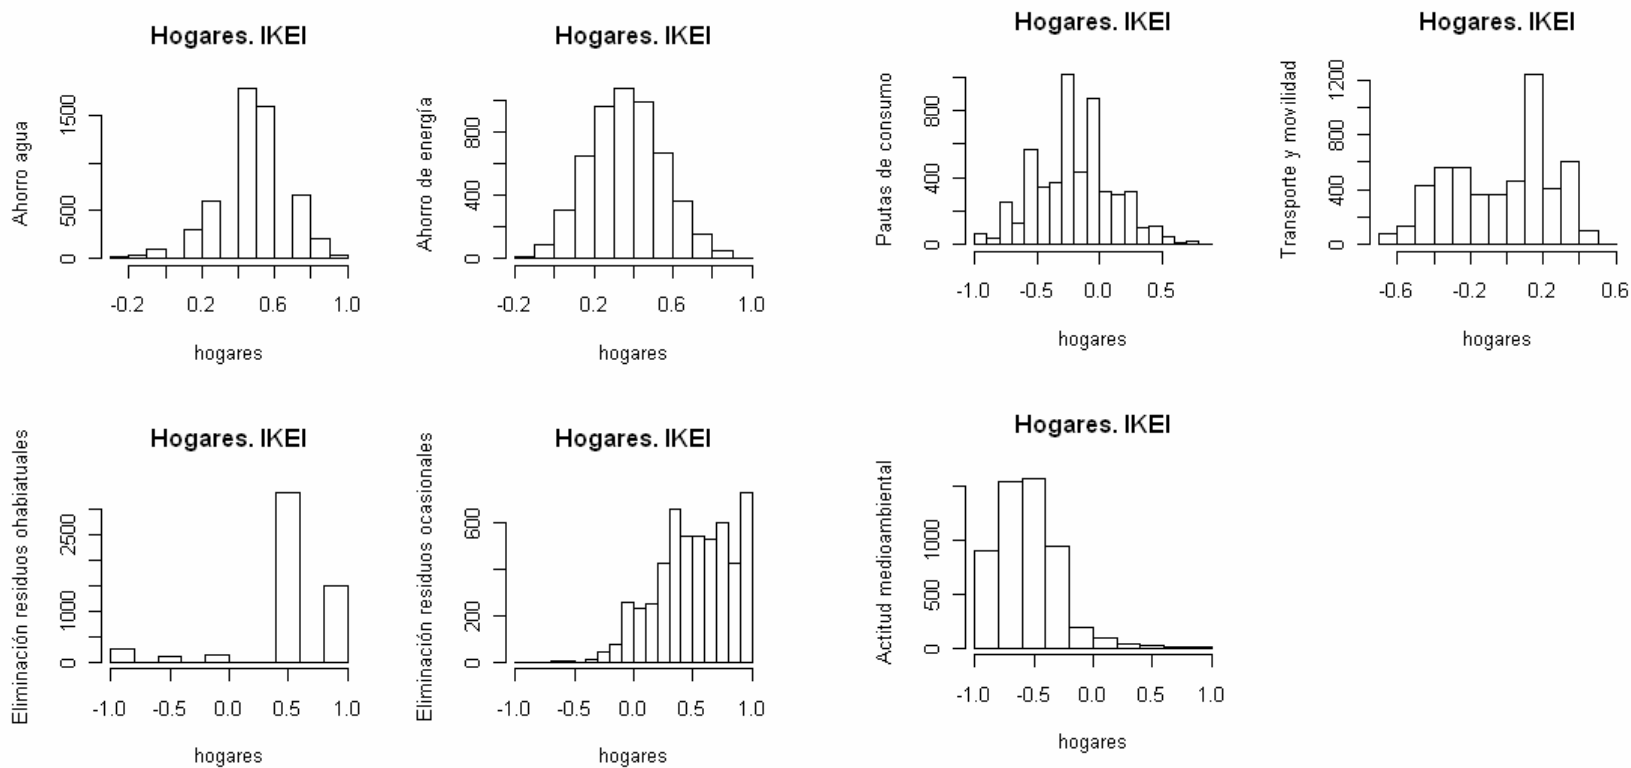 Hogares. IKEI
Ahorro agua
0 500 1500
-0.2 0.2 0.6 1.0
hogares
Hogares. IKEI
Ahorro de energía
0 400 800
-0.2 0.2 0.6 1.0
hogares
Hogares. IKEI
Pautas de consumo
0 400 800
-1.0 -0.5 0.0 0.5
hogares
Hogares. IKEI
Transporte y movilidad
0 400 800 1200
-0.6 -0.2 0.2 0.6
hogares
Hogares. IKEI
Eliminación residuos ohabiatuales
0 1000 2500
-1.0 -0.5 0.0 0.5 1.0
hogares
Hogares. IKEI
Eliminación residuos ocasionales
0 200 600
-1.0 -0.5 0.0 0.5 1.0
hogares
Hogares. IKEI
Actitud medioambiental
0 500 1000
-1.0 -0.5 0.0 0.5 1.0
hogares